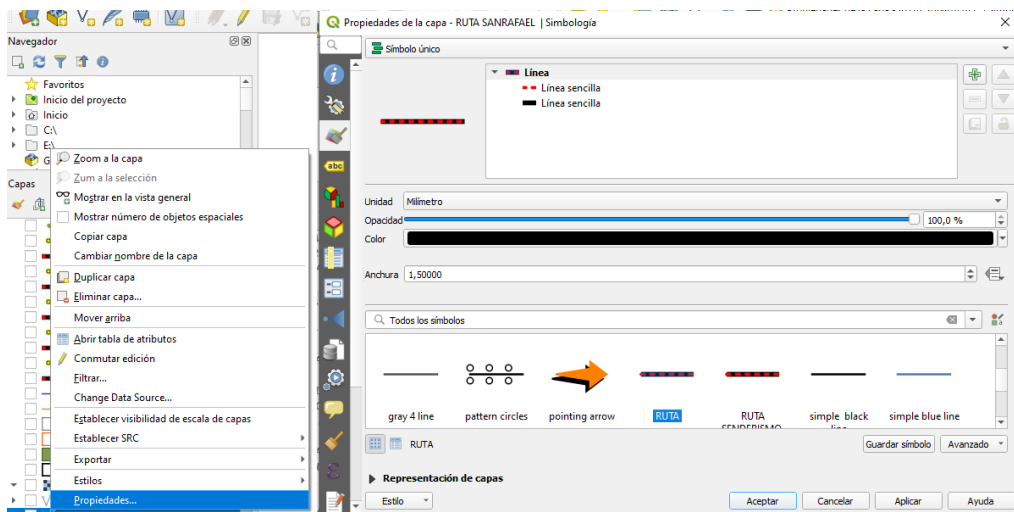 Propiedades de la capa - RUTA SANRAFAEL | Simbología
Navegador
Favoritos
Inicio del proyecto
Inicio
C:\
E:\
G
Zoom a la capa
Zum a la selección
Mostrar en la vista general
Mostrar número de objetos espaciales
Copiar capa
Cambiar nombre de la capa
Duplicar capa
Eliminar capa...
Mover arriba
Abrir tabla de atributos
Conmutar edición
Filtrar...
Change Data Source...
Establecer visibilidad de escala de capas
Establecer SRC
Exportar
Estilos
Propiedades...
Capas
V
Símbolo único
Línea
Línea sencilla
Línea sencilla
abc
Unidad Milímetro
Opacidad 100,0 %
Color
Anchura 1,50000
Todos los símbolos
gray 4 line
pattern circles
pointing arrow
RUTA
RUTA SENDERISMO
simple black line
simple blue line
RUTA
Guardar símbolo
Avanzado
Representación de capas
Estilo
Aceptar
Cancelar
Aplicar
Ayuda